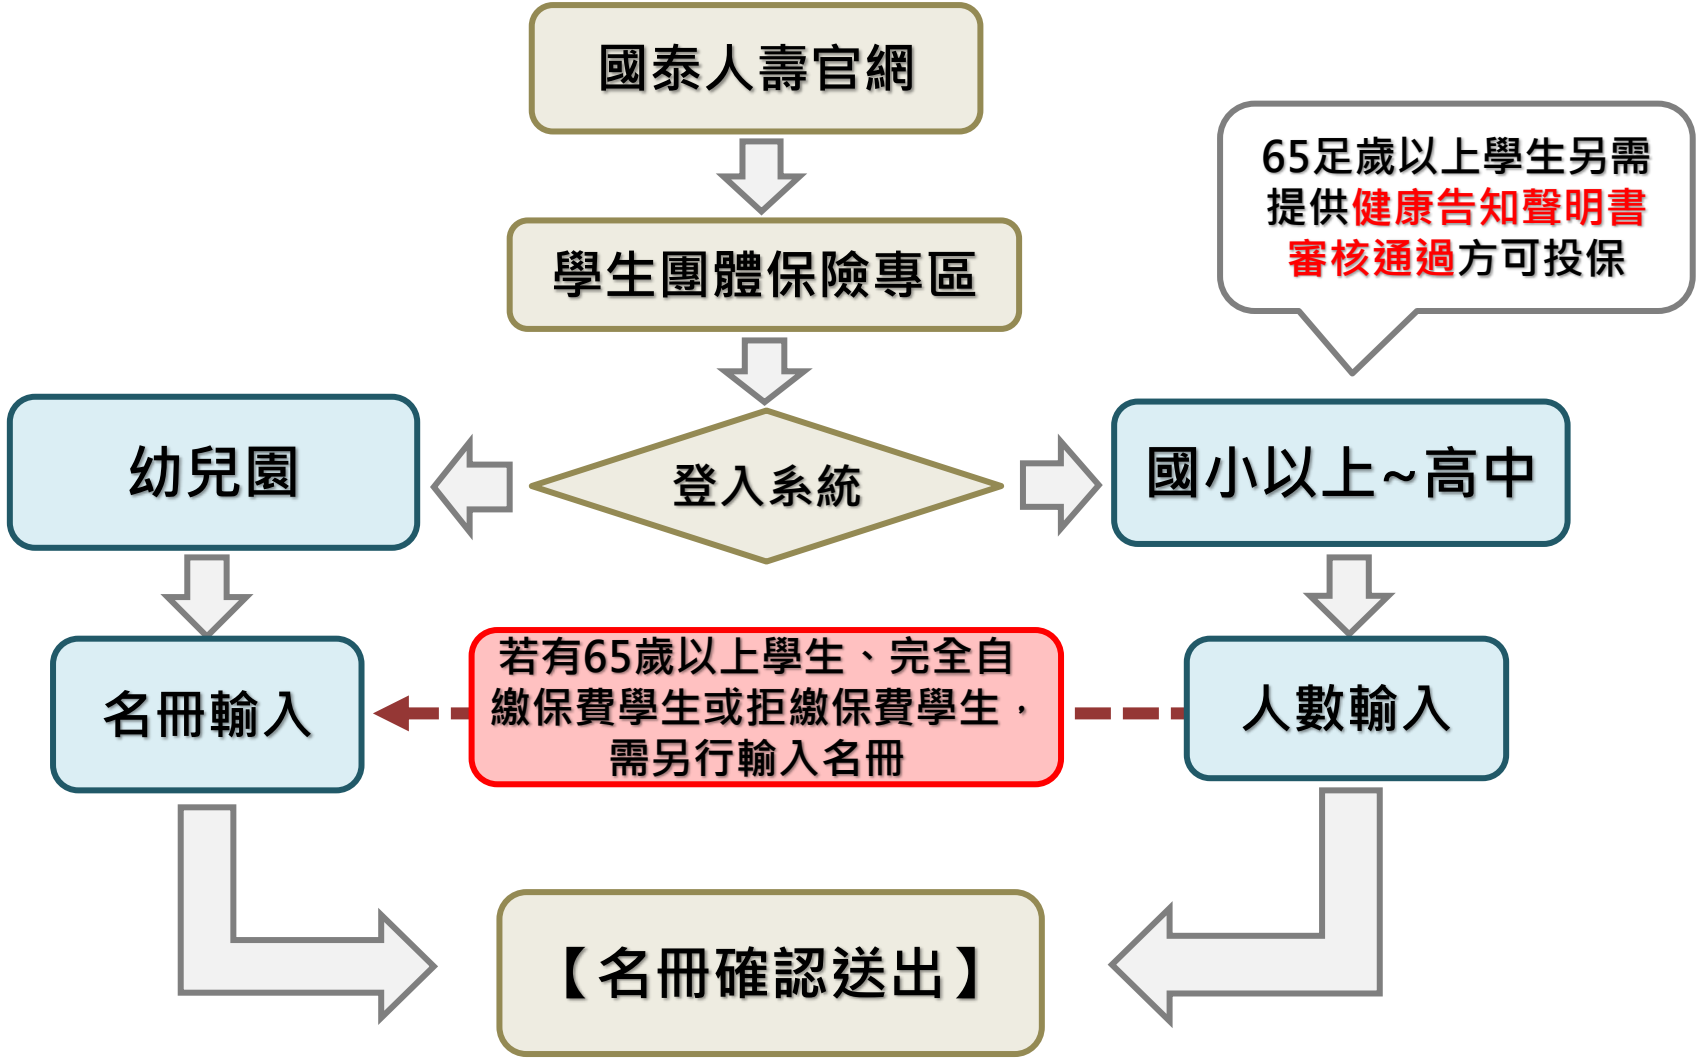 國泰人壽官網
65足歲以上學生另需
提供健康告知聲明書
審核通過方可投保
學生團體保險專區
幼兒園
登入系統
國小以上~高中
名冊輸入
若有65歲以上學生、完全自
繳保費學生或拒繳保費學生，
需另行輸入名冊
人數輸入
【名冊確認送出】